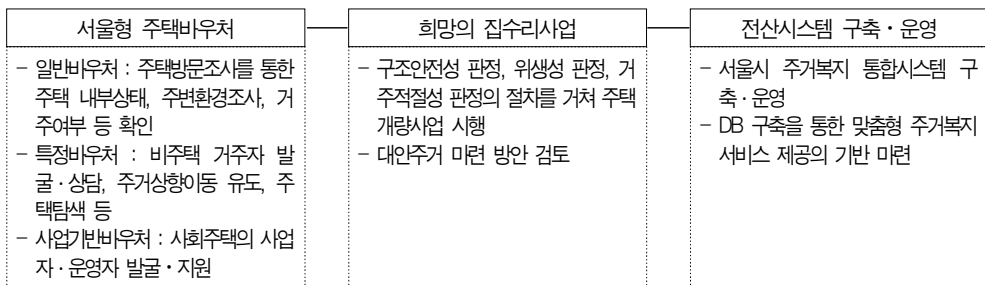 서울형 주택바우처
- 일반바우처 : 주택방문조사를 통한
주택 내부상태, 주변환경조사, 거
주여부 등 확인
- 특정바우처 : 비주택 거주자 발
굴·상담, 주거상향이동 유도, 주
택탐색 등
- 사업기반바우처 : 사회주택의 사업
자·운영자 발굴·지원
희망의 집수리사업
- 구조안전성 판정, 위생성 판정, 거
주적절성 판정의 절차를 거쳐 주택
개량사업 시행
- 대안주거 마련 방안 검토
전산시스템 구축·운영
- 서울시 주거복지 통합시스템 구
축·운영
- DB 구축을 통한 맞춤형 주거복지
서비스 제공의 기반 마련